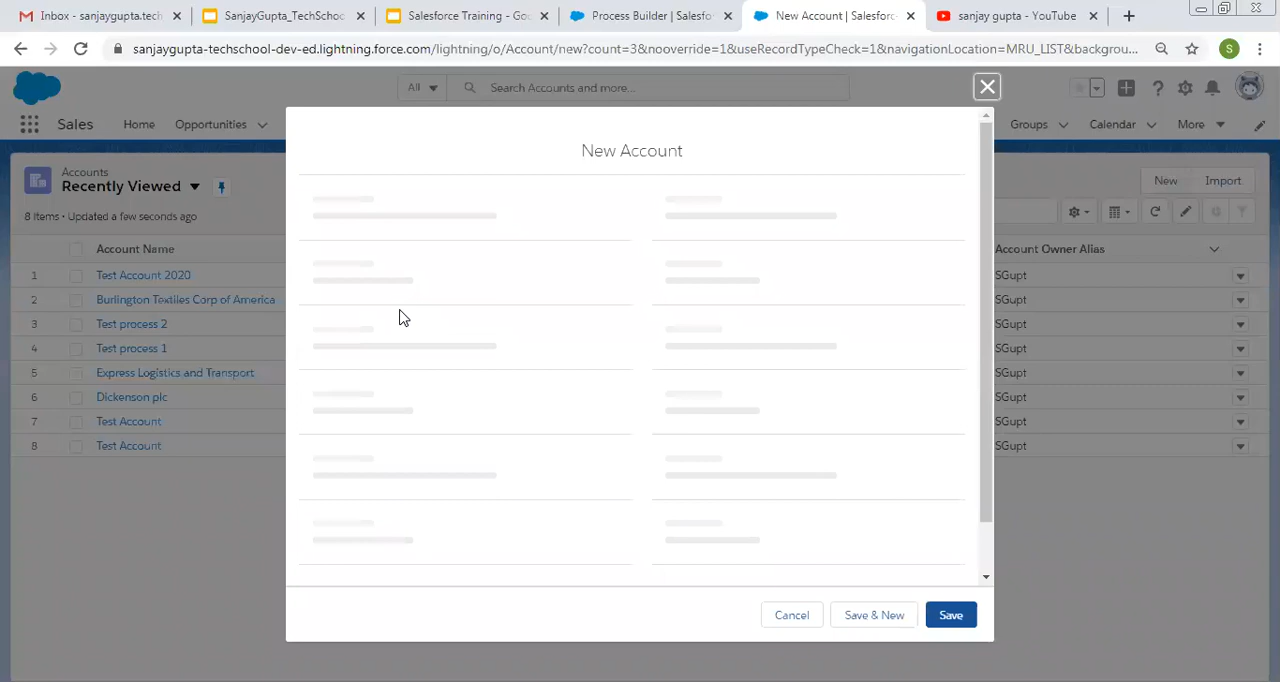 Inbox - sanjaygupta.tech
SanjayGupta_TechSchool
Salesforce Training - Goo
Process Builder | Salesfo
New Account | Salesforc
sanjay gupta - YouTube
sanjaygupta-techschool-dev-ed.lightning.force.com/lightning/o/Account/new?count=3&nooverride=1&useRecordTypeCheck=1&navigationLocation=MRU_LIST&backgrou...
S
All
Search Accounts and more...
Sales
Home
Opportunities
Groups
Calendar
More
Accounts
Recently Viewed
New
Import
8 items • Updated a few seconds ago
Account Name
Account Owner Alias
1 Test Account 2020 SGupt
2 Burlington Textiles Corp of America SGupt
3 Test process 2 SGupt
4 Test process 1 SGupt
5 Express Logistics and Transport SGupt
6 Dickenson plc SGupt
7 Test Account SGupt
8 Test Account SGupt
New Account
Cancel
Save & New
Save